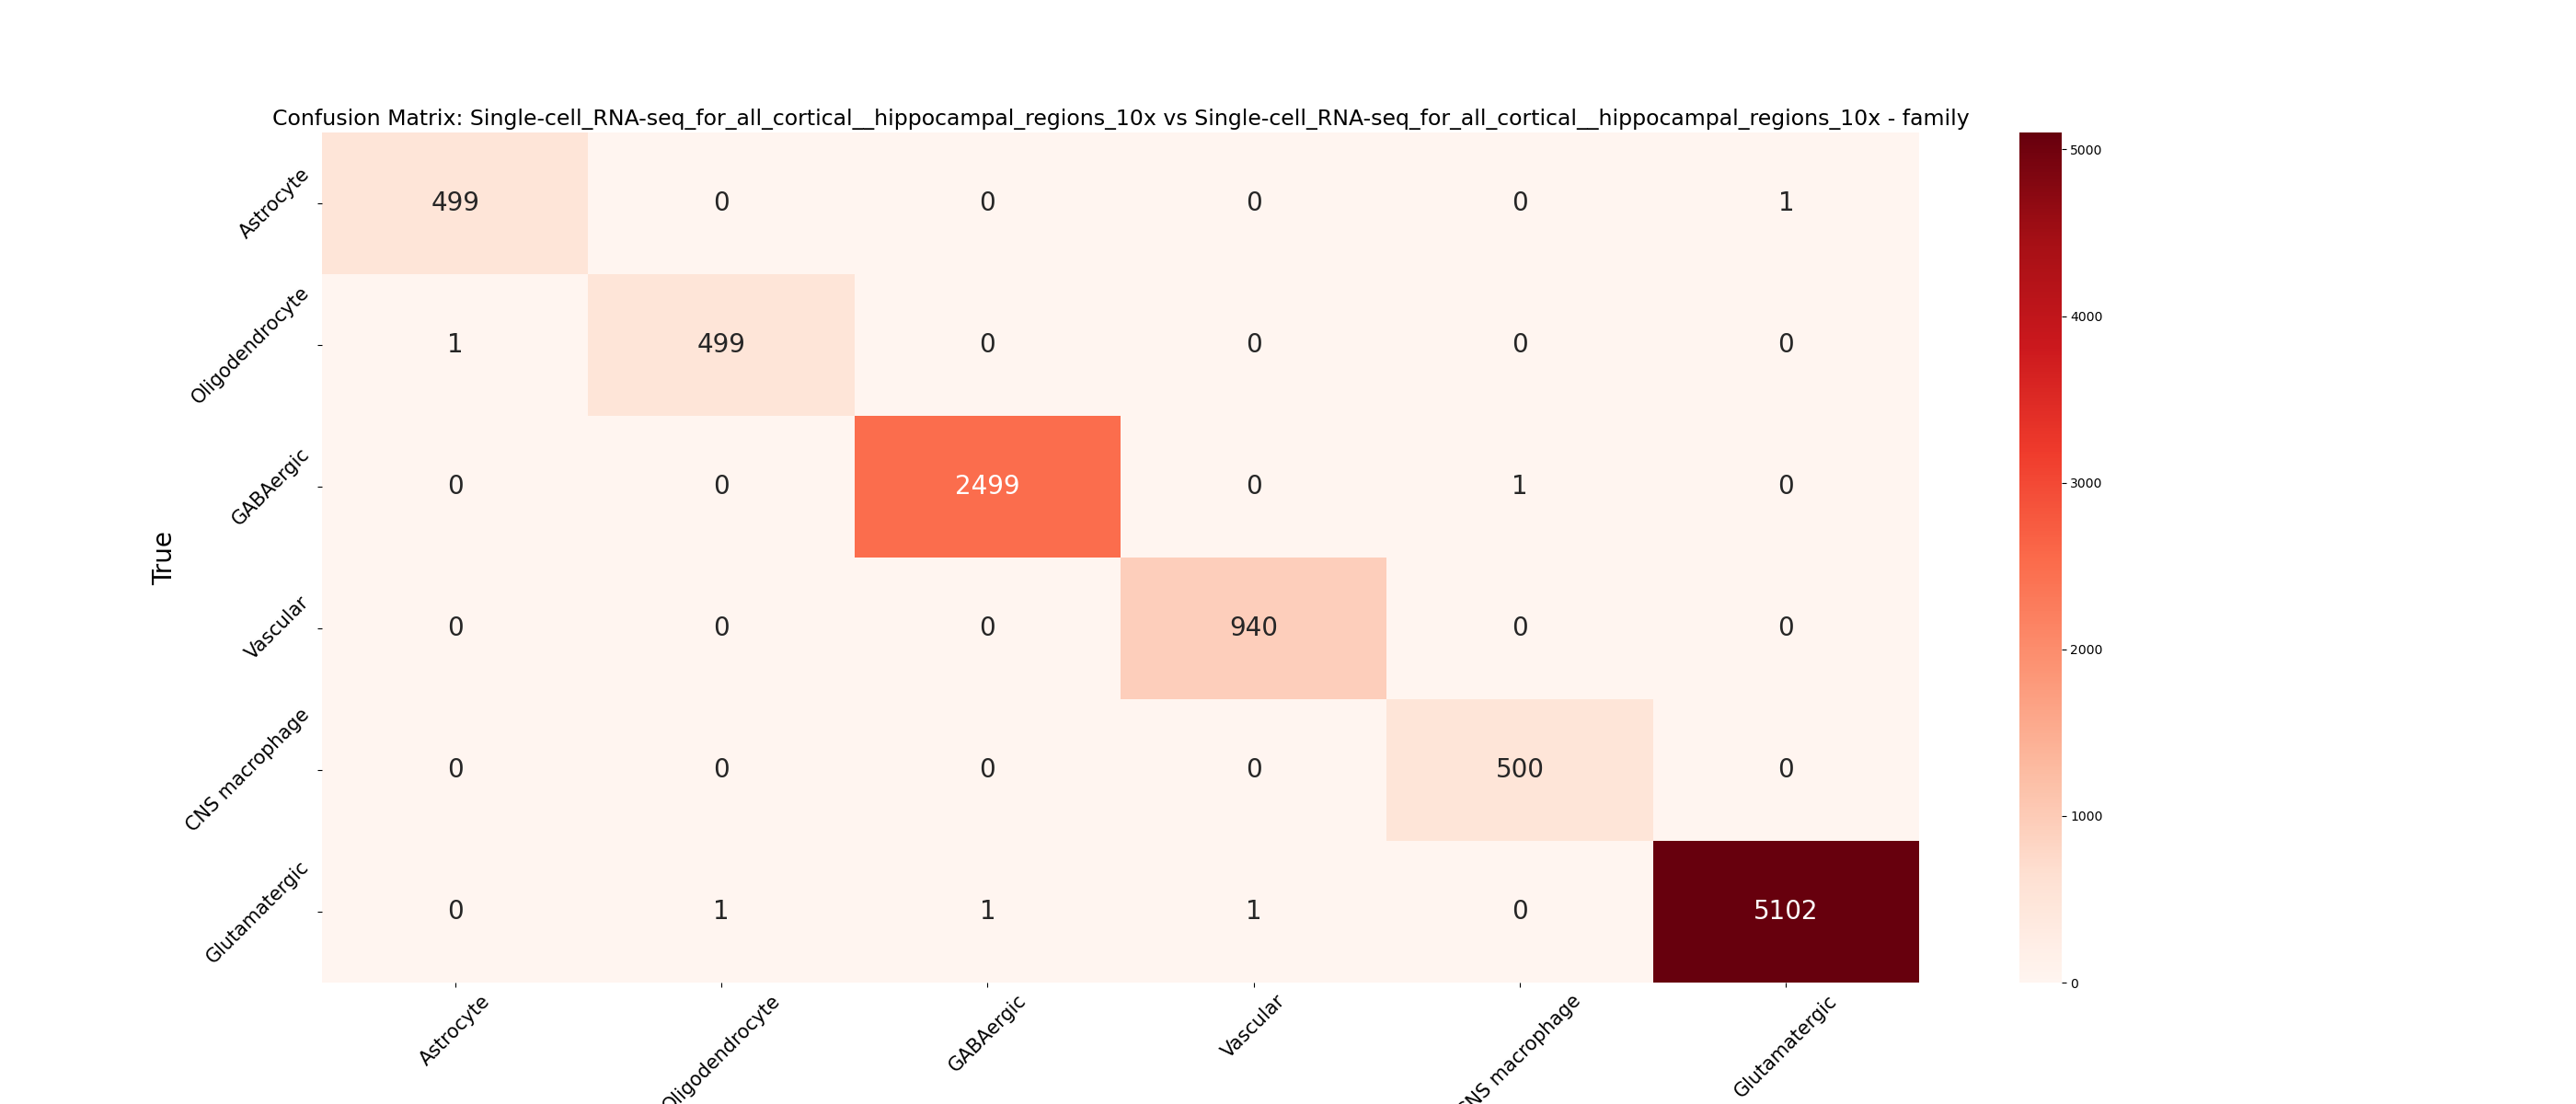 Confusion Matrix: Single-cell_RNA-seq_for_all_cortical__hippocampal_regions_10x vs Single-cell_RNA-seq_for_all_cortical__hippocampal_regions_10x - family
True
Astrocyte 499 0 0 0 0 1
Oligodendrocyte 1 499 0 0 0 0
GABAergic 0 0 2499 0 1 0
Vascular 0 0 0 940 0 0
CNS macrophage 0 0 0 0 500 0
Glutamatergic 0 1 1 1 0 5102
Astrocyte Oligodendrocyte GABAergic Vascular CNS macrophage Glutamatergic
5000
4000
3000
2000
1000
0